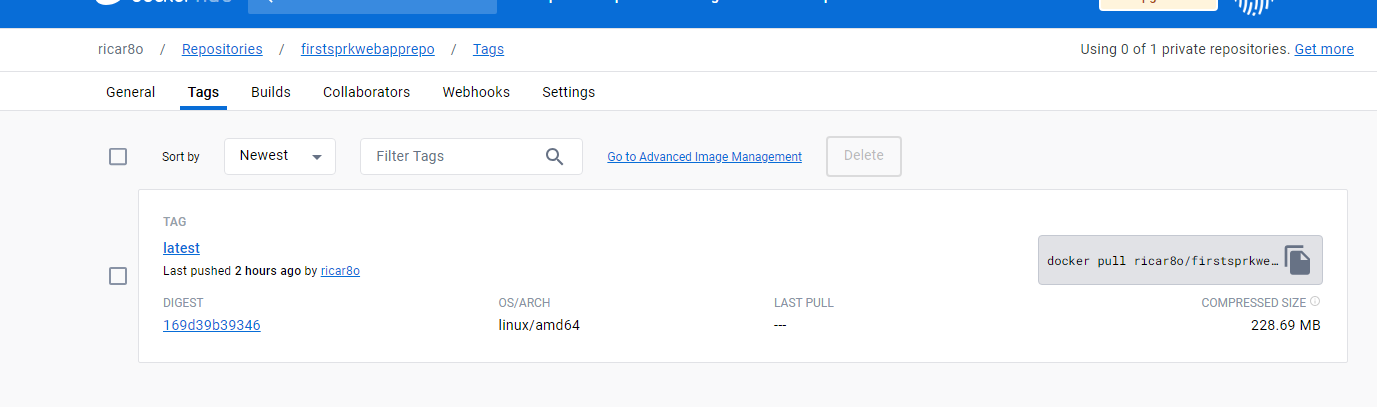 ricar8o / Repositories / firstsprkwebapprepo / Tags
Using 0 of 1 private repositories. Get more
General Tags Builds Collaborators Webhooks Settings
Sort by Newest Filter Tags Go to Advanced Image Management Delete
TAG
latest
Last pushed 2 hours ago by ricar8o
docker pull ricar8o/firstsprkwe…
DIGEST OS/ARCH LAST PULL COMPRESSED SIZE
169d39b39346 linux/amd64 --- 228.69 MB